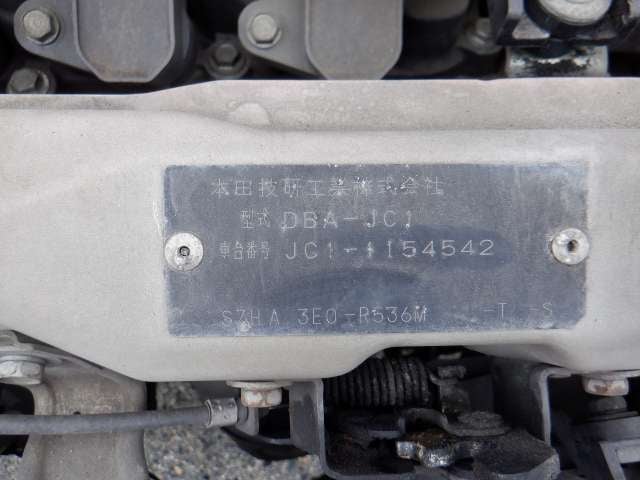 本田技研工業株式会社
型式 DBA-JC1
車台番号 JC1-1154542
S7HA 3E0-R536M -T -S